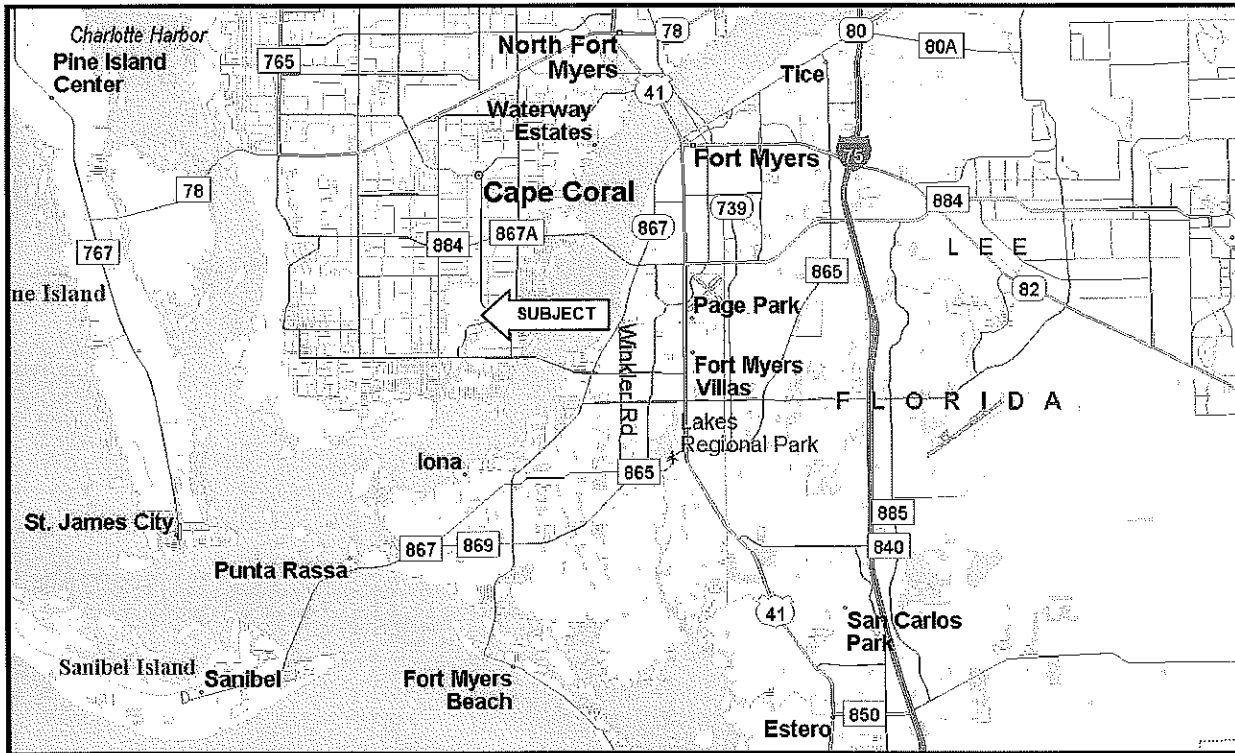 Charlotte Harbor
Pine Island
Center
765
North Fort
Myers
78
80
80A
Tice
41
Waterway
Estates
Fort Myers
75
78
Cape Coral
884
867A
867
739
884
767
865
L E E
82
ne Island
SUBJECT
Page Park
Winkler Rd
Fort Myers
Villas
F L O R I D A
Lakes
Regional Park
Iona
865
St. James City
885
867
869
840
Punta Rassa
41
San Carlos
Park
Sanibel Island
Sanibel
Fort Myers
Beach
850
Estero